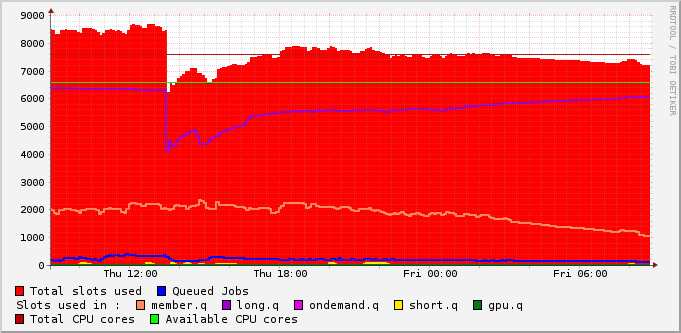 9000
8000
7000
6000
5000
4000
3000
2000
1000
0
Thu 12:00 Thu 18:00 Fri 00:00 Fri 06:00
Total slots used Queued Jobs
Slots used in : member.q long.q ondemand.q short.q gpu.q
Total CPU cores Available CPU cores
RRDTOOL / TOBI OETIKER